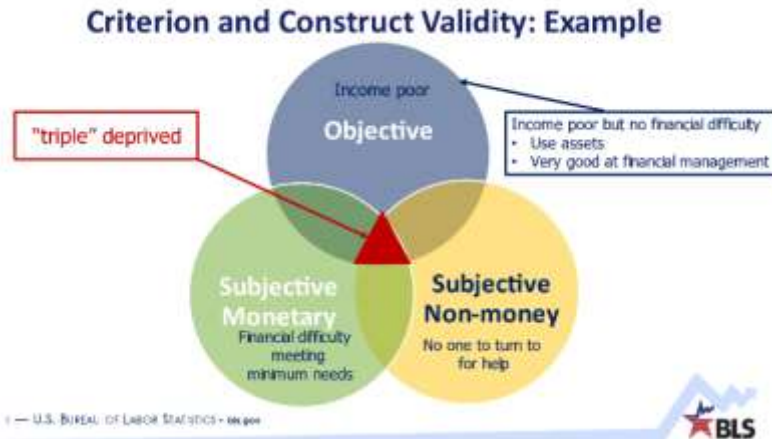 Criterion and Construct Validity: Example
Income poor
Objective
"triple" deprived
Income poor but no financial difficulty
• Use assets
• Very good at financial management
Subjective
Monetary
Financial difficulty
meeting
minimum needs
Subjective
Non-money
No one to turn to
for help
— U.S. BUREAU OF LABOR STATISTICS • bls.gov
BLS